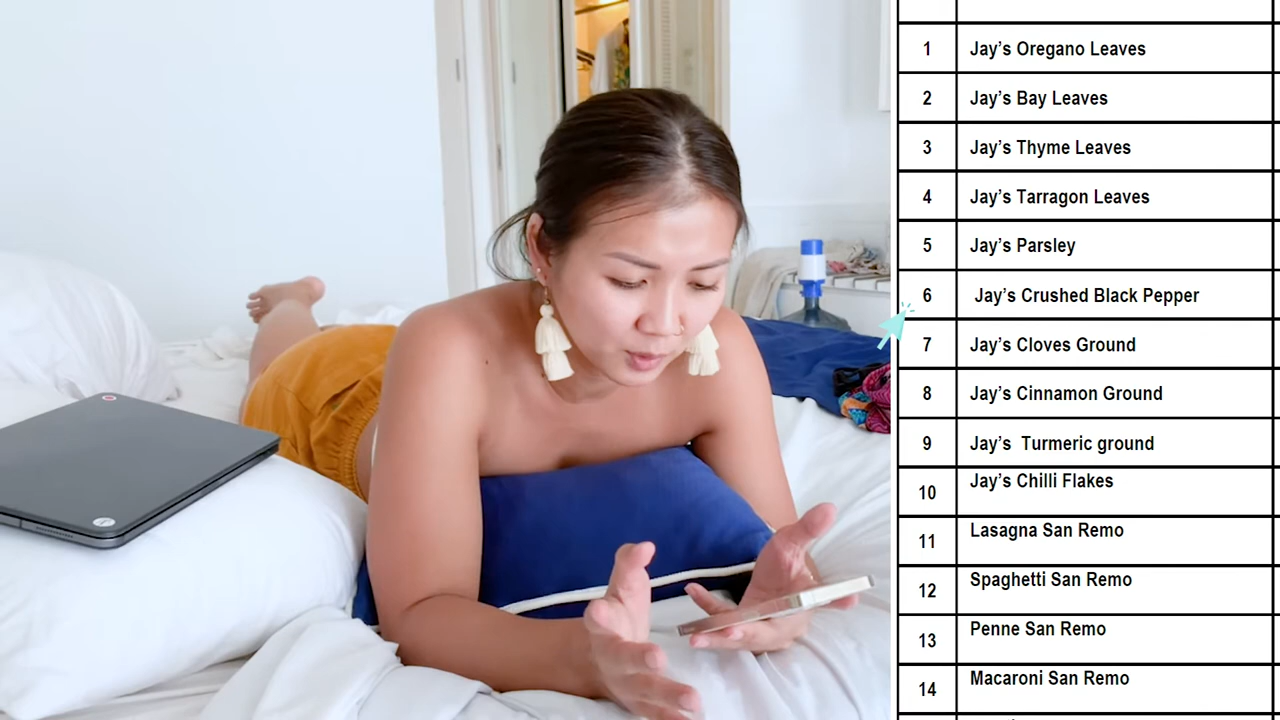 1 Jay's Oregano Leaves
2 Jay's Bay Leaves
3 Jay's Thyme Leaves
4 Jay's Tarragon Leaves
5 Jay's Parsley
6 Jay's Crushed Black Pepper
7 Jay's Cloves Ground
8 Jay's Cinnamon Ground
9 Jay's Turmeric ground
10 Jay's Chilli Flakes
11 Lasagna San Remo
12 Spaghetti San Remo
13 Penne San Remo
14 Macaroni San Remo